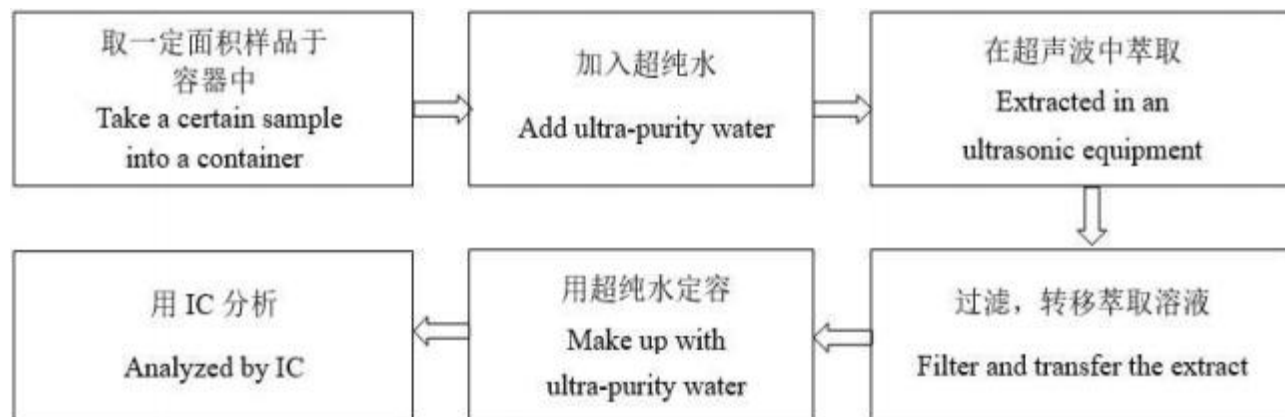 取一定面积样品于
容器中
Take a certain sample
into a container
加入超纯水
Add ultra-purity water
在超声波中萃取
Extracted in an
ultrasonic equipment
过滤，转移萃取溶液
Filter and transfer the extract
用超纯水定容
Make up with
ultra-purity water
用 IC 分析
Analyzed by IC